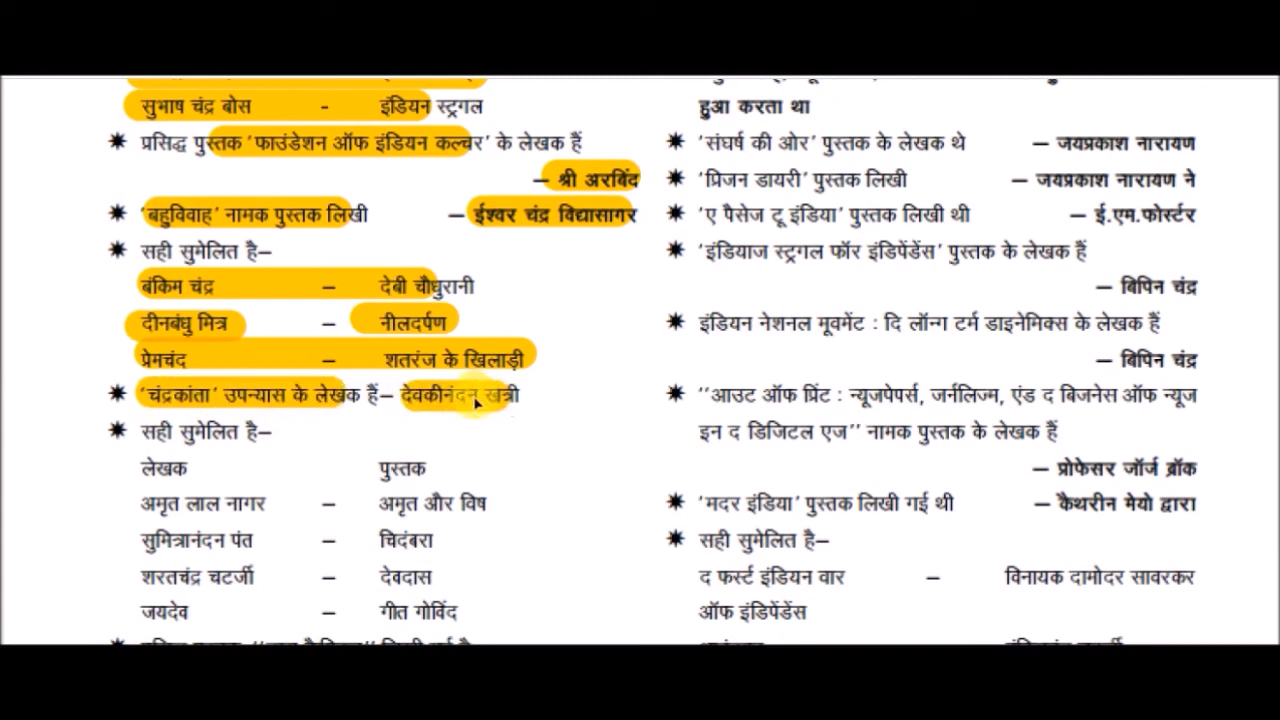 सुभाष चंद्र बोस - इंडियन स्ट्रगल
✷ प्रसिद्ध पुस्तक 'फाउंडेशन ऑफ इंडियन कल्चर' के लेखक हैं
– श्री अरबिंद
✷ 'बहुविवाह' नामक पुस्तक लिखी – ईश्वर चंद्र विद्यासागर
✷ सही सुमेलित है–
बंकिम चंद्र – देबी चौधुरानी
दीनबंधु मित्र – नीलदर्पण
प्रेमचंद – शतरंज के खिलाड़ी
✷ 'चंद्रकांता' उपन्यास के लेखक हैं– देवकीनंदन खत्री
✷ सही सुमेलित है–
लेखक पुस्तक
अमृत लाल नागर – अमृत और विष
सुमित्रानंदन पंत – चिदंबरा
शरतचंद्र चटर्जी – देबदास
जयदेव – गीत गोविंद
हुआ करता था
✷ 'संघर्ष की ओर' पुस्तक के लेखक थे – जयप्रकाश नारायण
✷ 'प्रिजन डायरी' पुस्तक लिखी – जयप्रकाश नारायण ने
✷ 'ए पैसेज टू इंडिया' पुस्तक लिखी थी – ई.एम.फोर्स्टर
✷ 'इंडियाज स्ट्रगल फॉर इंडिपेंडेंस' पुस्तक के लेखक हैं
– बिपिन चंद्र
✷ इंडियन नेशनल मूवमेंट : दि लॉन्ग टर्म डाइनेमिक्स के लेखक हैं
– बिपिन चंद्र
✷ ''आउट ऑफ प्रिंट : न्यूजपेपर्स, जर्नलिज्म, एंड द बिजनेस ऑफ न्यूज
इन द डिजिटल एज'' नामक पुस्तक के लेखक हैं
– प्रोफेसर जॉर्ज ब्रॉक
✷ 'मदर इंडिया' पुस्तक लिखी गई थी – कैथरीन मेयो द्वारा
✷ सही सुमेलित है–
द फर्स्ट इंडियन वार – विनायक दामोदर सावरकर
ऑफ इंडिपेंडेंस